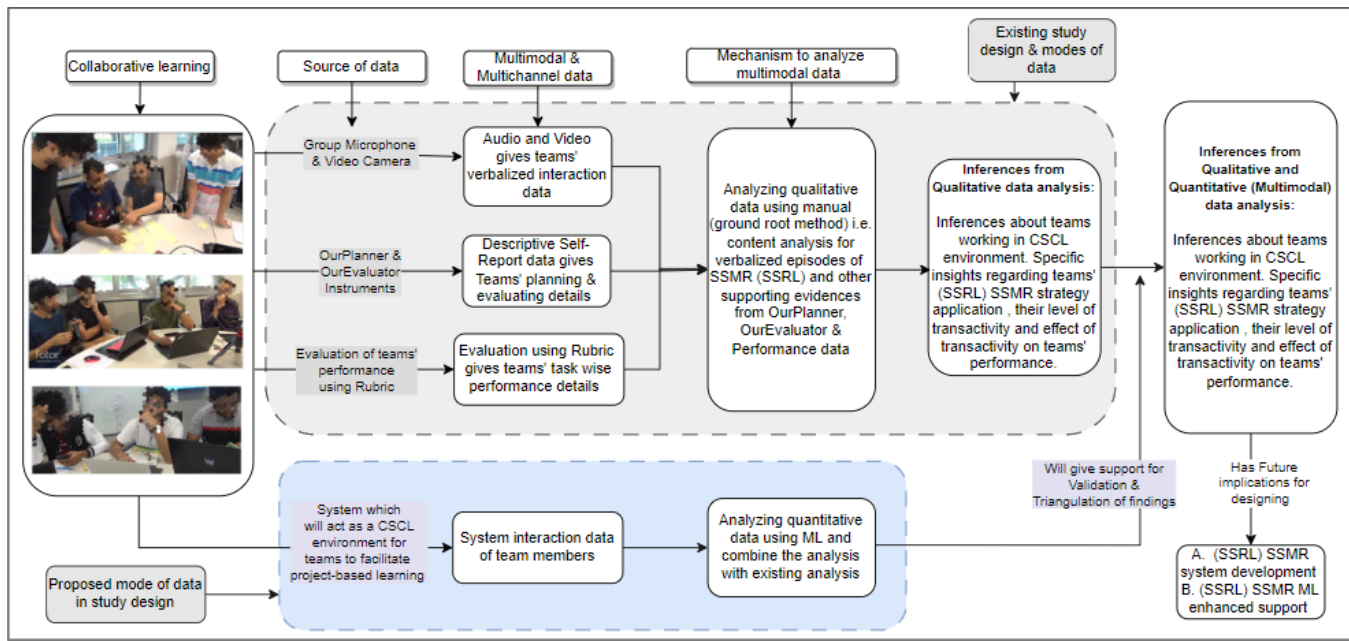 Existing study
design & modes of
data
Collaborative learning
Source of data
Multimodal &
Multichannel data
Mechanism to analyze
multimodal data
Group Microphone
& Video Camera
Audio and Video
gives teams'
verbalized interaction
data
OurPlanner &
OurEvaluator
Instruments
Descriptive Self-
Report data gives
Teams' planning &
evaluating details
Evaluation of teams'
performance
using Rubric
Evaluation using Rubric
gives teams' task wise
performance details
Analyzing qualitative
data using manual
(ground root method) i.e.
content analysis for
verbalized episodes of
SSMR (SSRL) and other
supporting evidences
from OurPlanner,
OurEvaluator &
Performance data
Inferences from
Qualitative data analysis:
Inferences about teams
working in CSCL
environment. Specific
insights regarding teams'
(SSRL) SSMR strategy
application , their level of
transactivity and effect of
transactivity on teams'
performance.
Inferences from
Qualitative and
Quantitative (Multimodal)
data analysis:
Inferences about teams
working in CSCL
environment. Specific
insights regarding teams'
(SSRL) SSMR strategy
application , their level of
transactivity and effect of
transactivity on teams'
performance.
fotor
System which
will act as a CSCL
environment for
teams to facilitate
project-based learning
System interaction data
of team members
Analyzing quantitative
data using ML and
combine the analysis
with existing analysis
Will give support for
Validation &
Triangulation of findings
Has Future
implications for
designing
Proposed mode of data
in study design
A. (SSRL) SSMR
system development
B. (SSRL) SSMR ML
enhanced support